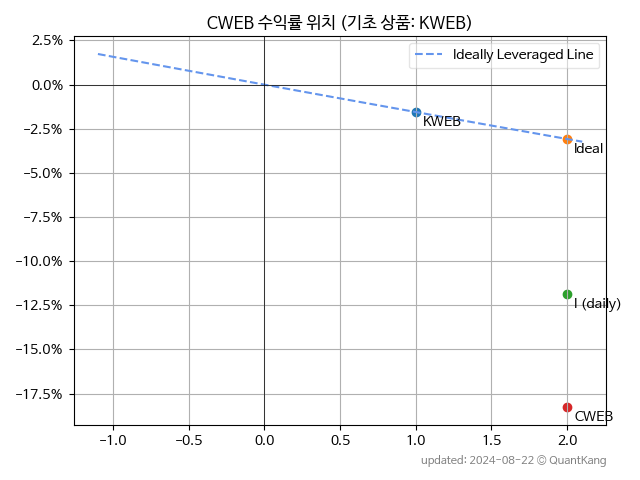 CWEB 수익률 위치 (기초 상품: KWEB)
2.5%
0.0%
−2.5%
−5.0%
−7.5%
−10.0%
−12.5%
−15.0%
−17.5%
Ideally Leveraged Line
KWEB
Ideal
I (daily)
CWEB
−1.0
−0.5
0.0
0.5
1.0
1.5
2.0
updated: 2024-08-22 © QuantKang